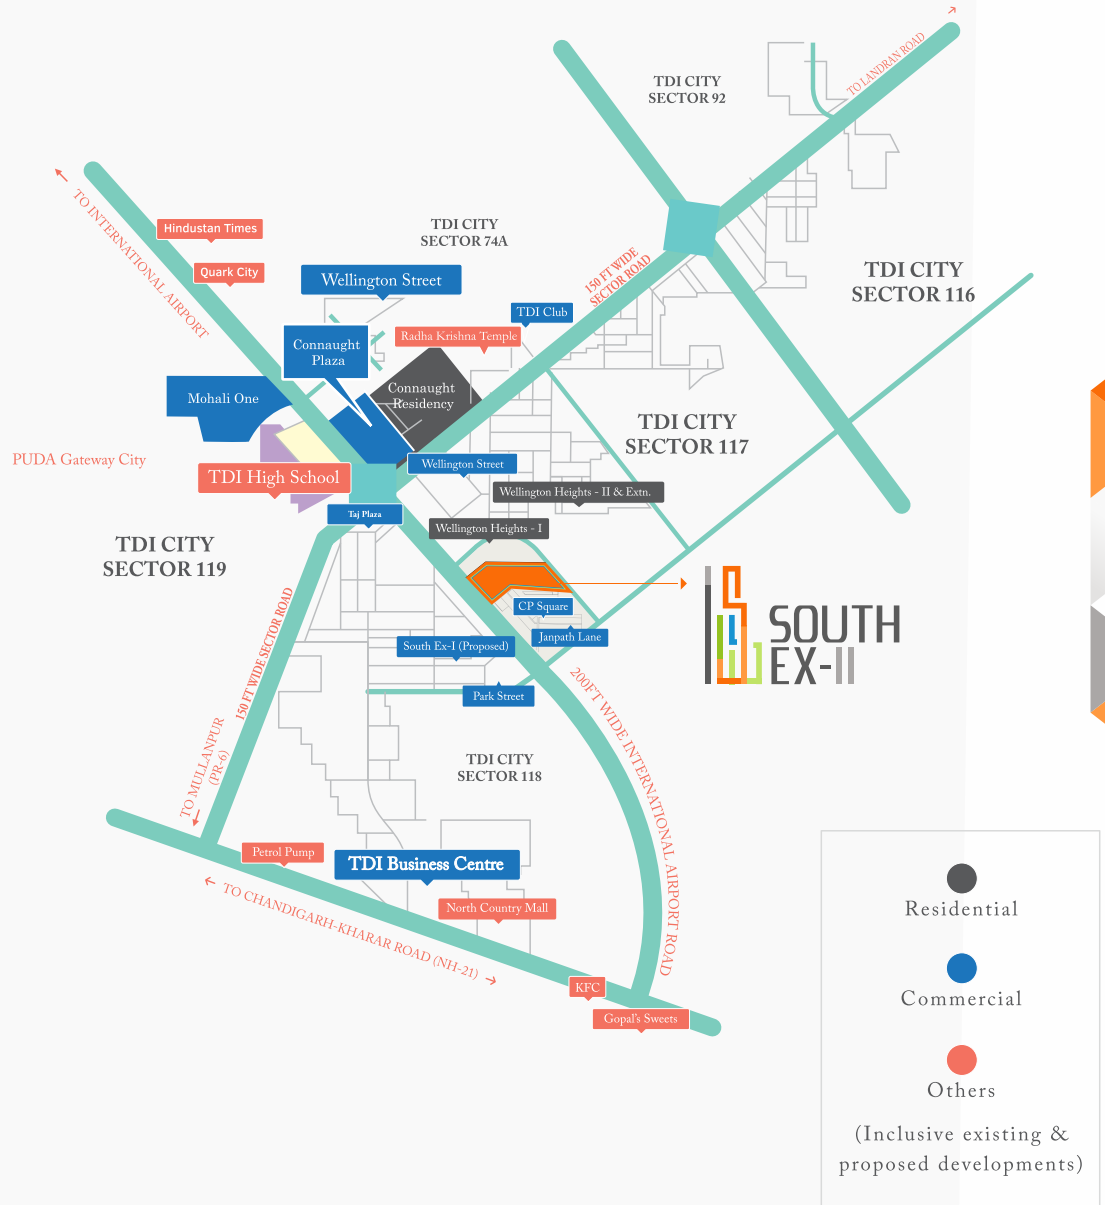 TO LANDRAN ROAD
TDI CITY
SECTOR 92
TO INTERNATIONAL AIRPORT
Hindustan Times
TDI CITY
SECTOR 74A
Quark City
Wellington Street
150 FT WIDE
SECTOR ROAD
TDI CITY
SECTOR 116
TDI Club
Radha Krishna Temple
Connaught
Plaza
Mohali One
Connaught
Residency
TDI CITY
SECTOR 117
PUDA Gateway City
TDI High School
Wellington Street
Wellington Heights - II & Extn.
Taj Plaza
Wellington Heights - I
TDI CITY
SECTOR 119
CP Square
Janpath Lane
SOUTH
EX-II
South Ex-I (Proposed)
Park Street
150 FT WIDE SECTOR ROAD
200FT WIDE INTERNATIONAL AIRPORT ROAD
TO MULLANPUR
(PR-6)
TDI CITY
SECTOR 118
Petrol Pump
TDI Business Centre
North Country Mall
TO CHANDIGARH-KHARAR ROAD (NH-21)
KFC
Gopal's Sweets
Residential
Commercial
Others
(Inclusive existing &
proposed developments)